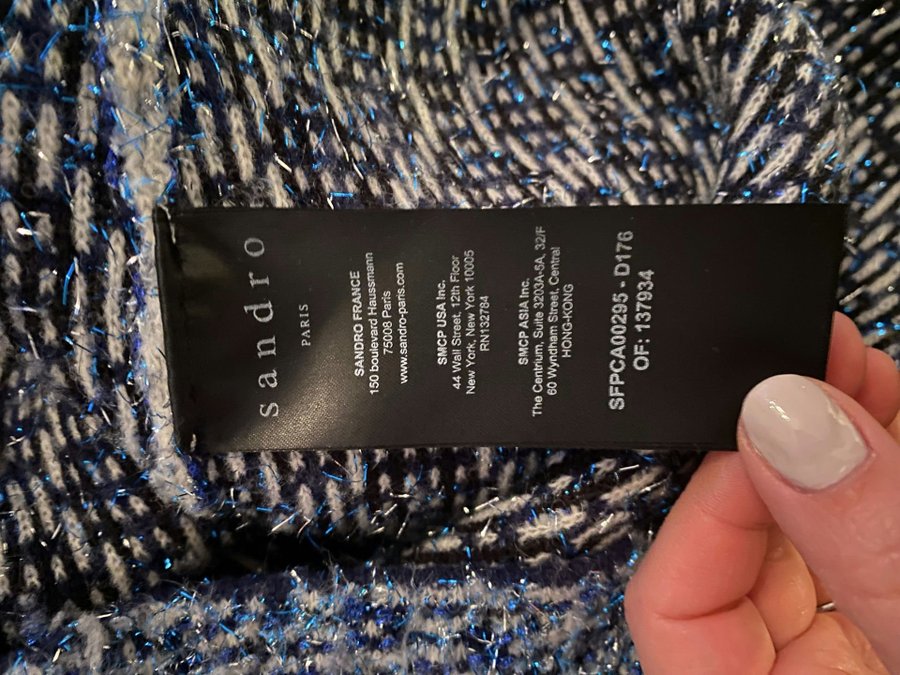 sandro
PARIS
SANDRO FRANCE
150 boulevard Haussmann
75008 Paris
www.sandro-paris.com
SMCP USA Inc.
44 Wall Street, 12th Floor
New York, New York 10005
RN132784
SMCP ASIA Inc.
The Centrium, Suite 3203A-5A, 32/F
60 Wyndham Street, Central
HONG-KONG
SFPCA00295 - D176
OF: 137934